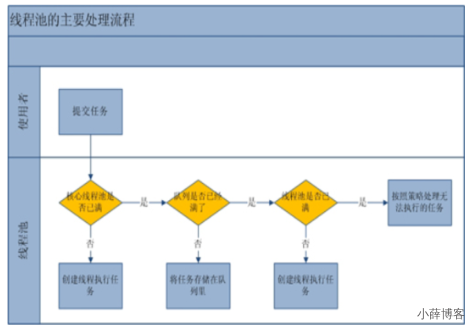 线程池的主要处理流程
使用者
提交任务
线程池
核心线程池是
否已满
是
队列是否已经
满了
是
线程池是否已
满
是
按照策略处理无
法执行的任务
否
否
否
创建线程执行任
务
将任务存储在队
列里
创建线程执行任
务
小薛博客